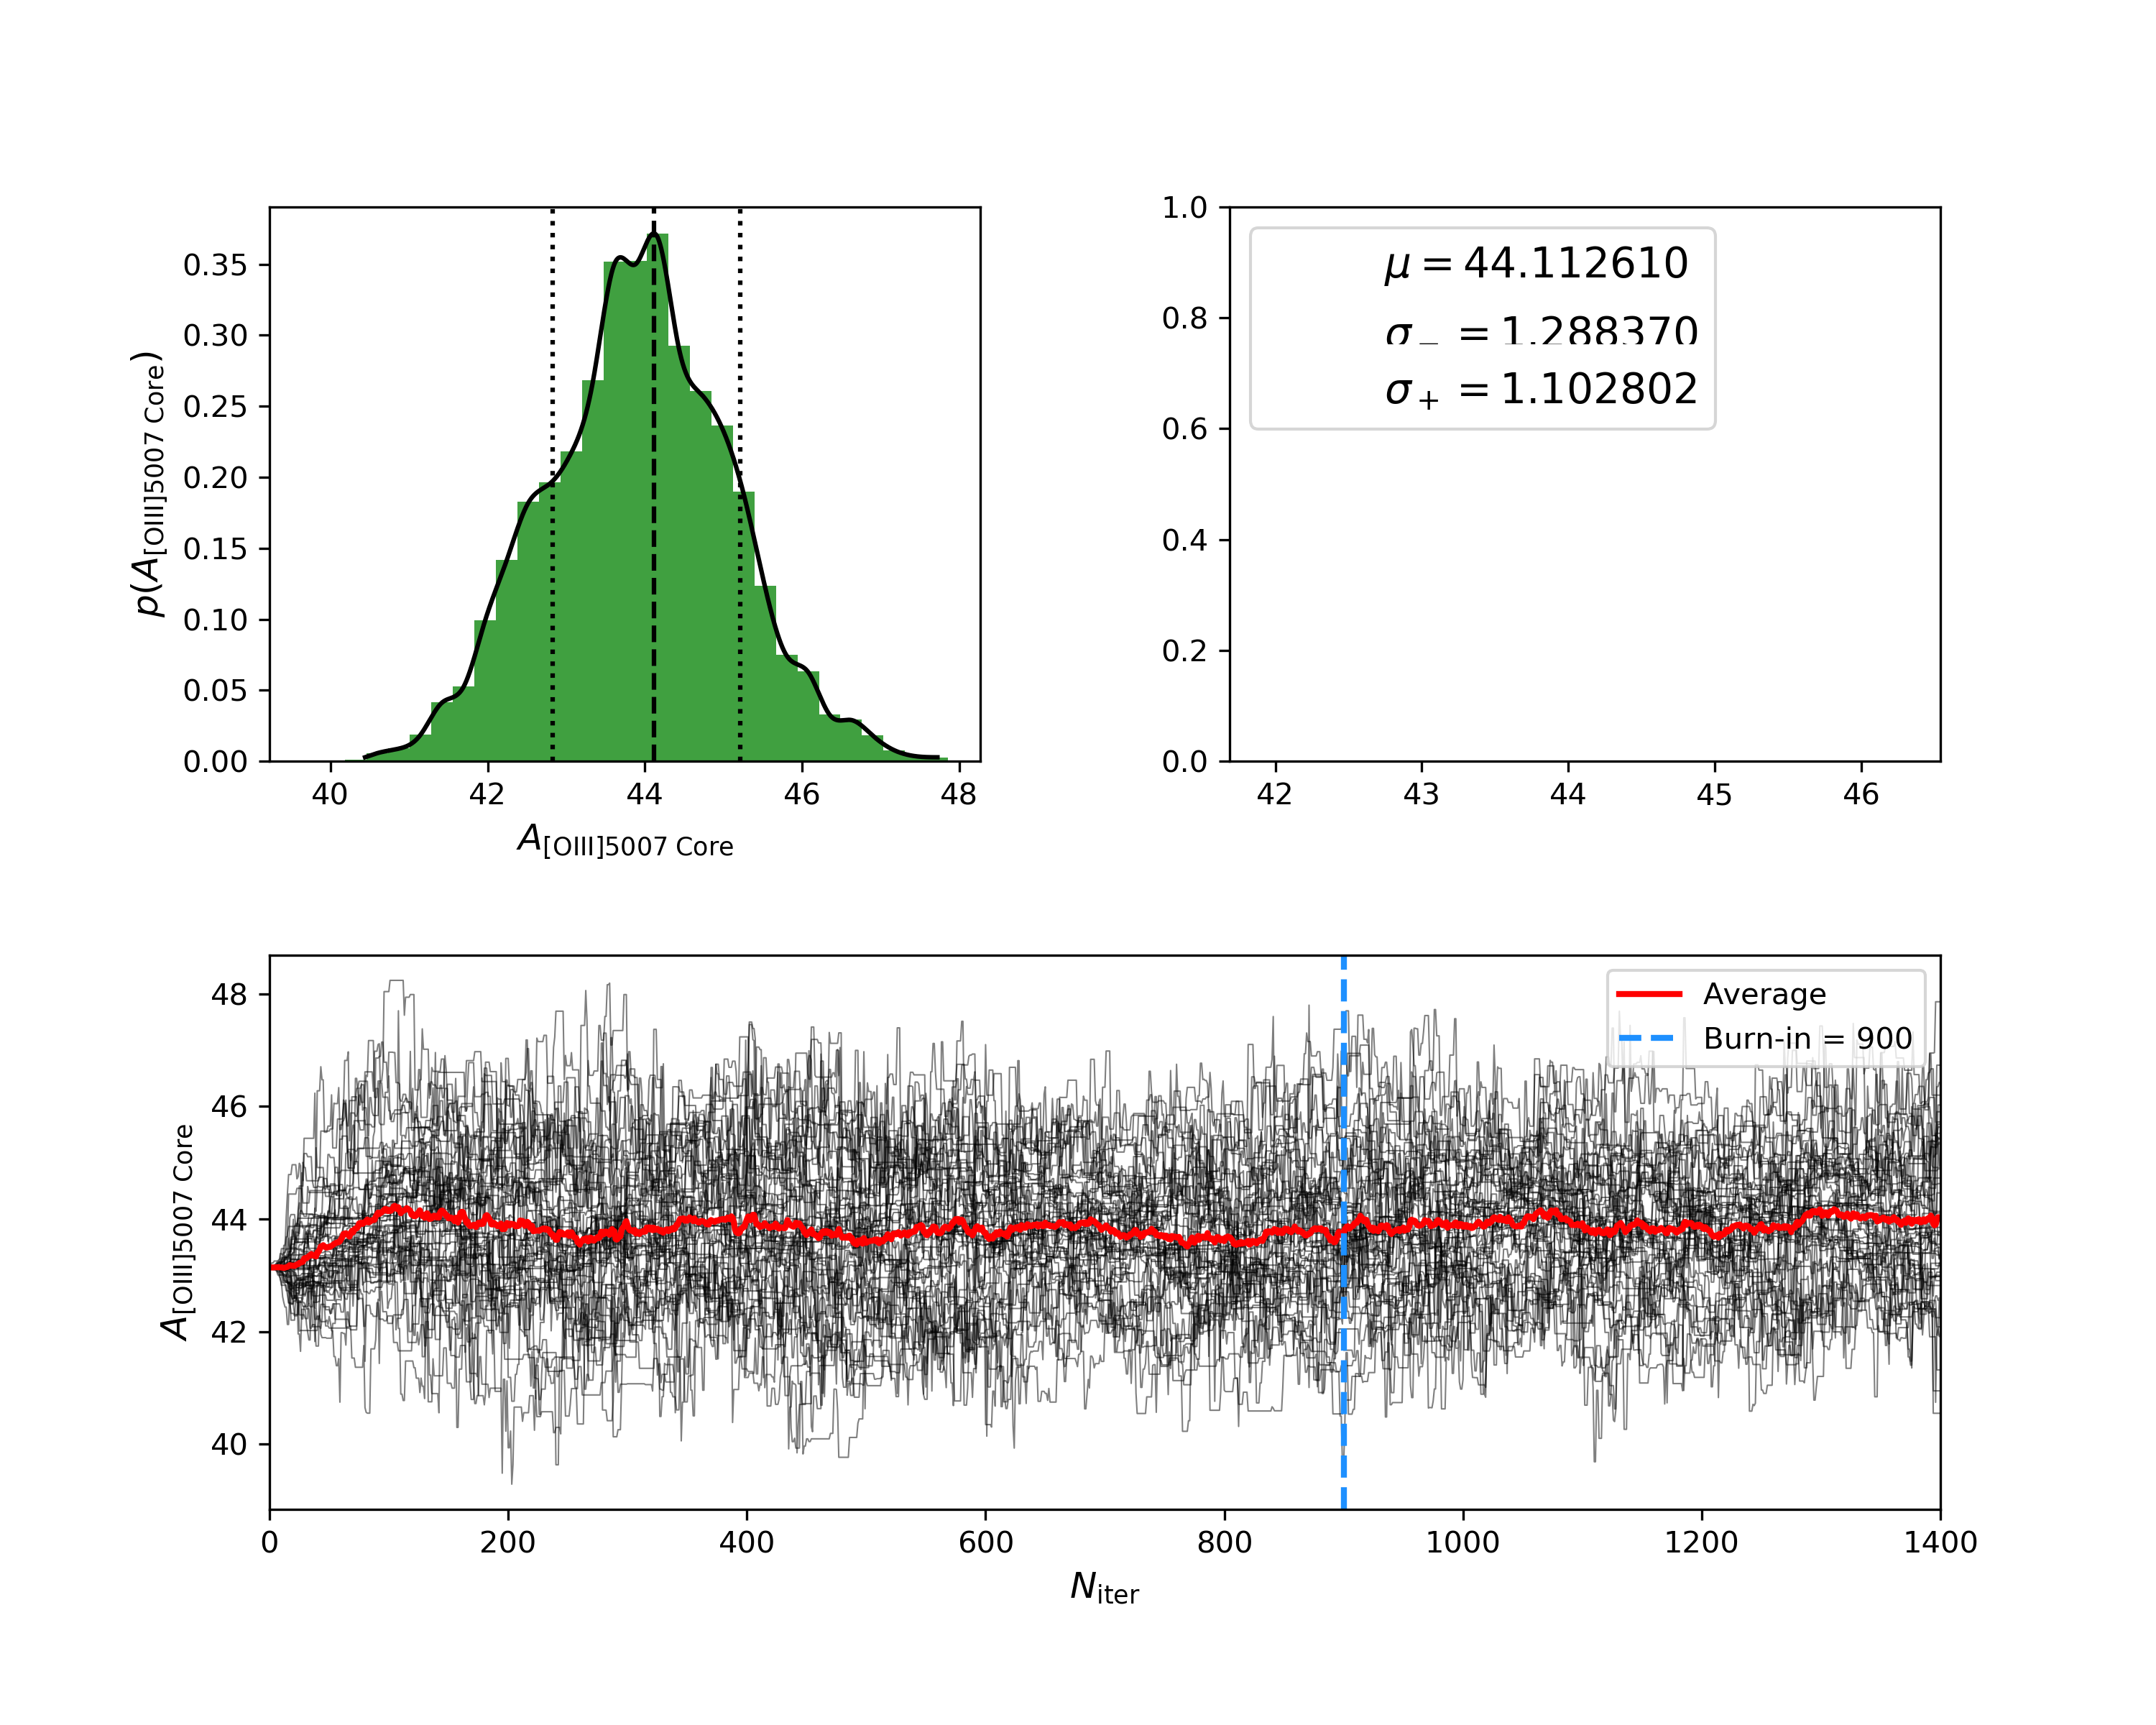 0.35
0.30
0.25
0.20
0.15
0.10
0.05
0.00
p(A[OIII]5007 Core)
40 42 44 46 48
A[OIII]5007 Core
1.0
0.8
0.6
0.4
0.2
0.0
μ = 44.112610
σ− = 1.288370
σ+ = 1.102802
42 43 44 45 46
48
46
44
42
40
A[OIII]5007 Core
Average
Burn-in = 900
0 200 400 600 800 1000 1200 1400
Niter